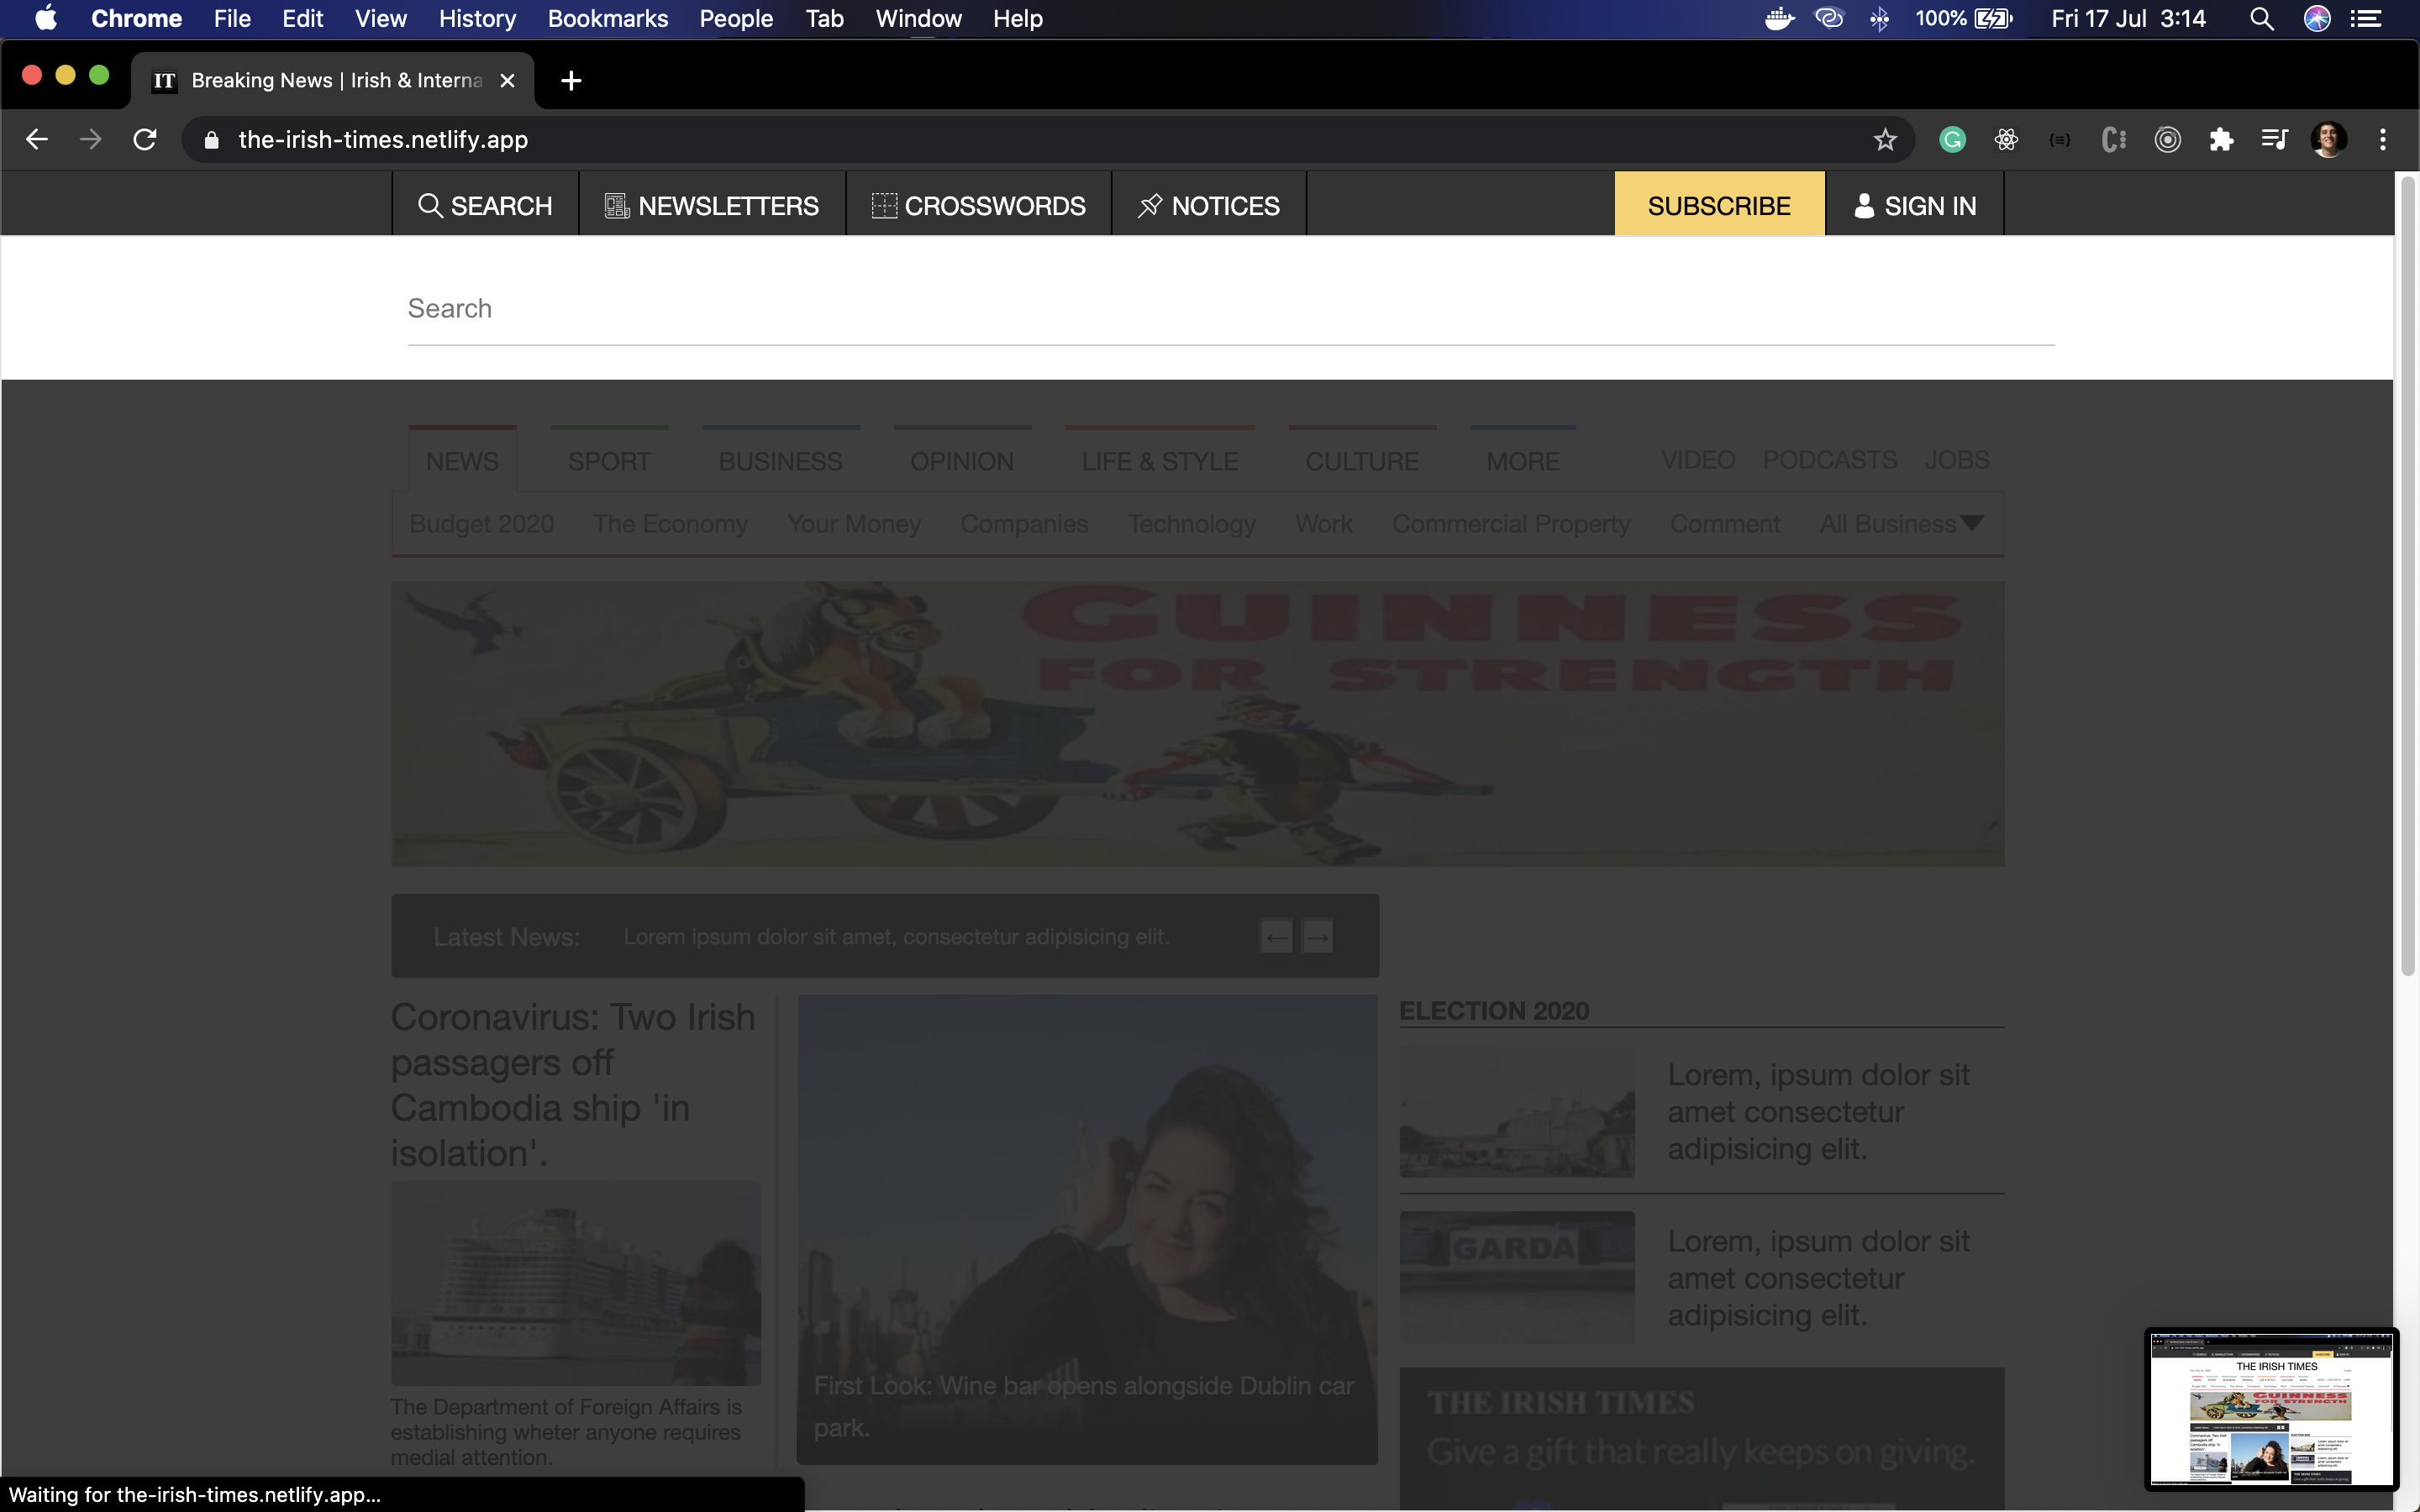 Chrome File Edit View History Bookmarks People Tab Window Help 100% Fri 17 Jul 3:14
IT Breaking News | Irish & Interna
the-irish-times.netlify.app
SEARCH NEWSLETTERS CROSSWORDS NOTICES SUBSCRIBE SIGN IN
Search
NEWS SPORT BUSINESS OPINION LIFE & STYLE CULTURE MORE VIDEO PODCASTS JOBS
Budget 2020 The Economy Your Money Companies Technology Work Commercial Property Comment All Business
GUINNESS
FOR STRENGTH
Latest News: Lorem ipsum dolor sit amet, consectetur adipisicing elit.
Coronavirus: Two Irish
passagers off
Cambodia ship 'in
isolation'.
The Department of Foreign Affairs is
establishing wheter anyone requires
medial attention.
First Look: Wine bar opens alongside Dublin car
park.
ELECTION 2020
Lorem, ipsum dolor sit
amet consectetur
adipisicing elit.
GARDA
Lorem, ipsum dolor sit
amet consectetur
adipisicing elit.
THE IRISH TIMES
Give a gift that really keeps on giving.
THE IRISH TIMES
GUINNESS
FOR STRENGTH
Waiting for the-irish-times.netlify.app...